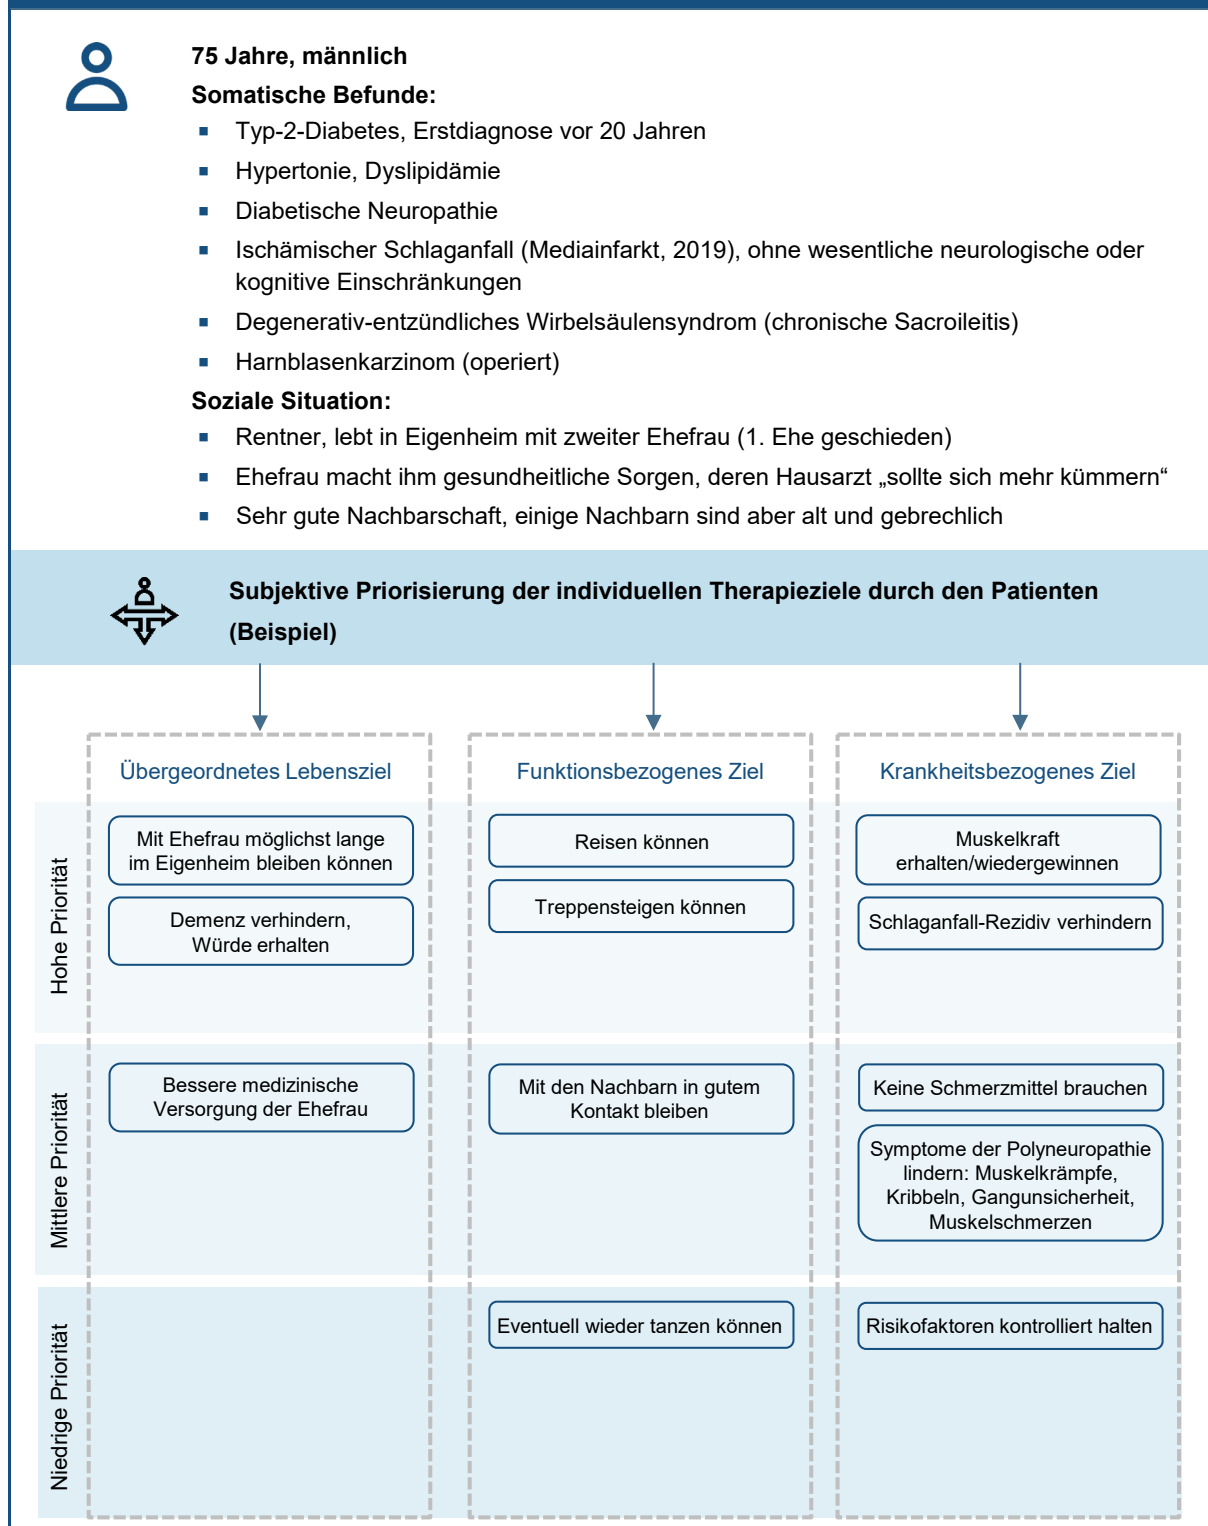 75 Jahre, männlich
Somatische Befunde:
▪ Typ-2-Diabetes, Erstdiagnose vor 20 Jahren
▪ Hypertonie, Dyslipidämie
▪ Diabetische Neuropathie
▪ Ischämischer Schlaganfall (Mediainfarkt, 2019), ohne wesentliche neurologische oder
kognitive Einschränkungen
▪ Degenerativ-entzündliches Wirbelsäulensyndrom (chronische Sacroileitis)
▪ Harnblasenkarzinom (operiert)
Soziale Situation:
▪ Rentner, lebt in Eigenheim mit zweiter Ehefrau (1. Ehe geschieden)
▪ Ehefrau macht ihm gesundheitliche Sorgen, deren Hausarzt „sollte sich mehr kümmern“
▪ Sehr gute Nachbarschaft, einige Nachbarn sind aber alt und gebrechlich
Subjektive Priorisierung der individuellen Therapieziele durch den Patienten
(Beispiel)
Übergeordnetes Lebensziel
Funktionsbezogenes Ziel
Krankheitsbezogenes Ziel
Hohe Priorität
Mit Ehefrau möglichst lange
im Eigenheim bleiben können
Demenz verhindern,
Würde erhalten
Reisen können
Treppensteigen können
Muskelkraft
erhalten/wiedergewinnen
Schlaganfall-Rezidiv verhindern
Mittlere Priorität
Bessere medizinische
Versorgung der Ehefrau
Mit den Nachbarn in gutem
Kontakt bleiben
Keine Schmerzmittel brauchen
Symptome der Polyneuropathie
lindern: Muskelkrämpfe,
Kribbeln, Gangunsicherheit,
Muskelschmerzen
Niedrige Priorität
Eventuell wieder tanzen können
Risikofaktoren kontrolliert halten